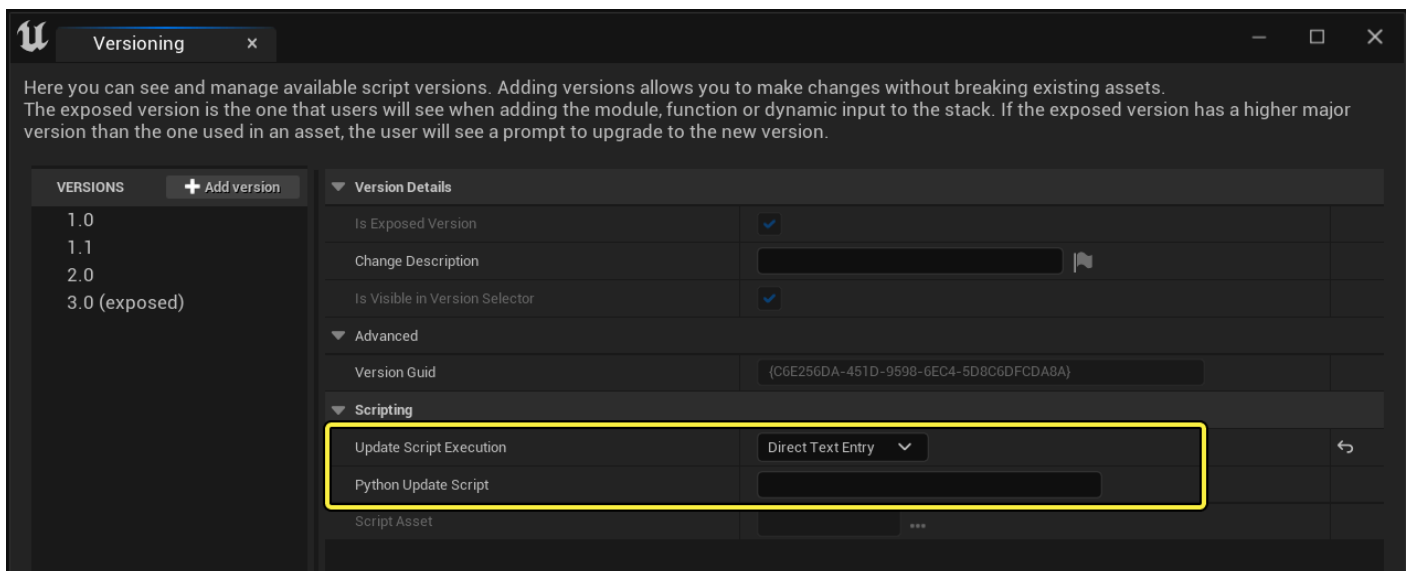 Versioning
Here you can see and manage available script versions. Adding versions allows you to make changes without breaking existing assets.
The exposed version is the one that users will see when adding the module, function or dynamic input to the stack. If the exposed version has a higher major
version than the one used in an asset, the user will see a prompt to upgrade to the new version.
VERSIONS
Add version
1.0
1.1
2.0
3.0 (exposed)
Version Details
Is Exposed Version
Change Description
Is Visible in Version Selector
Advanced
Version Guid {C6E256DA-451D-9598-6EC4-5D8C6DFCDA8A}
Scripting
Update Script Execution Direct Text Entry
Python Update Script
Script Asset